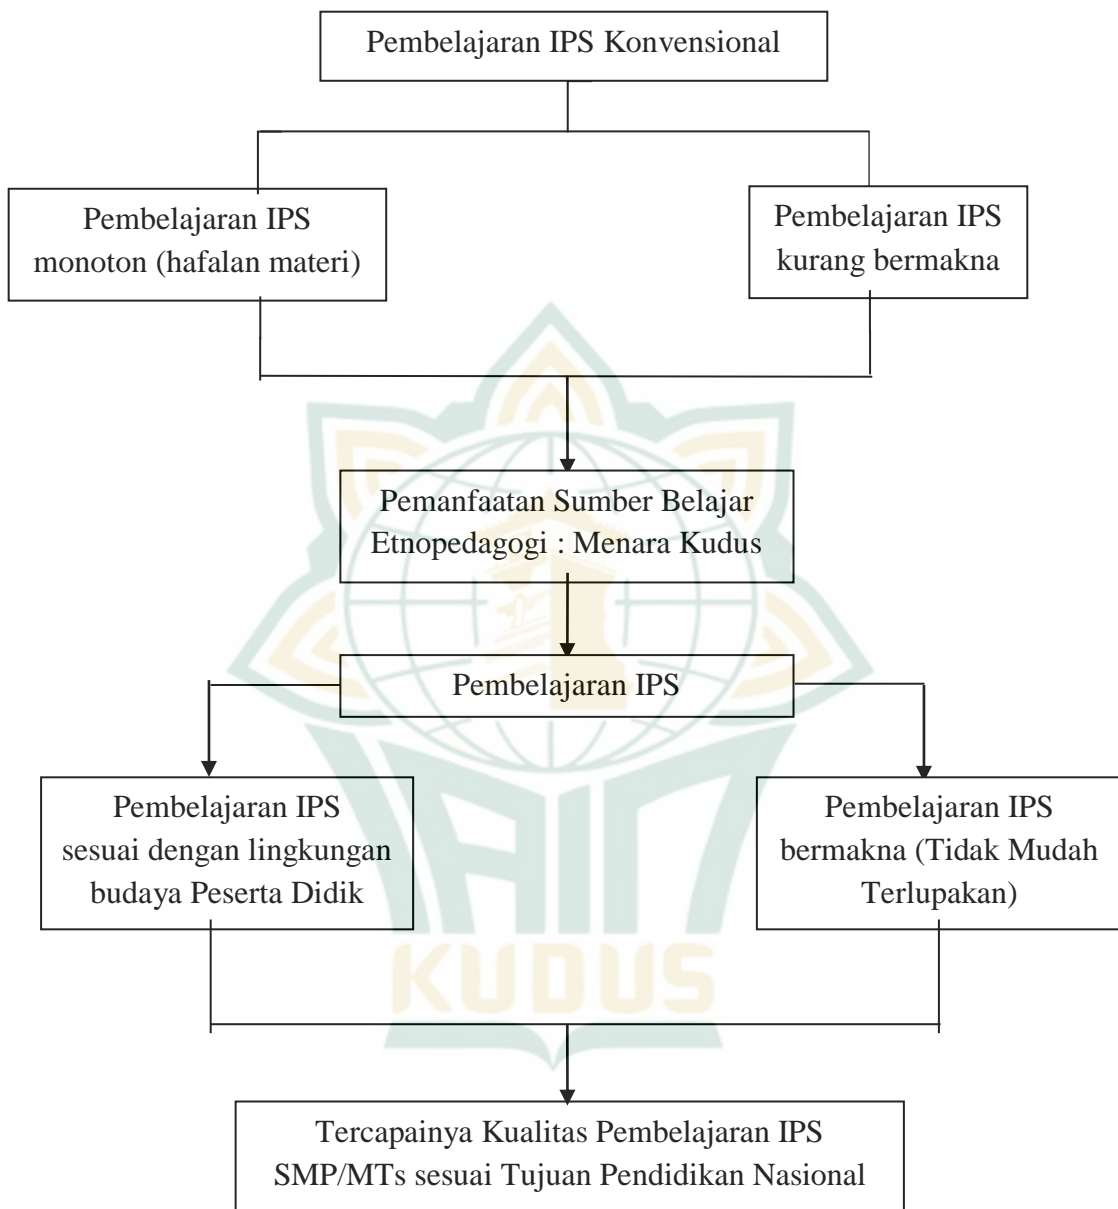 Pembelajaran IPS Konvensional
Pembelajaran IPS
monoton (hafalan materi)
Pembelajaran IPS
kurang bermakna
Pemanfaatan Sumber Belajar
Etnopedagogi : Menara Kudus
Pembelajaran IPS
Pembelajaran IPS
sesuai dengan lingkungan
budaya Peserta Didik
Pembelajaran IPS
bermakna (Tidak Mudah
Terlupakan)
IAIN
KUDUS
Tercapainya Kualitas Pembelajaran IPS
SMP/MTs sesuai Tujuan Pendidikan Nasional